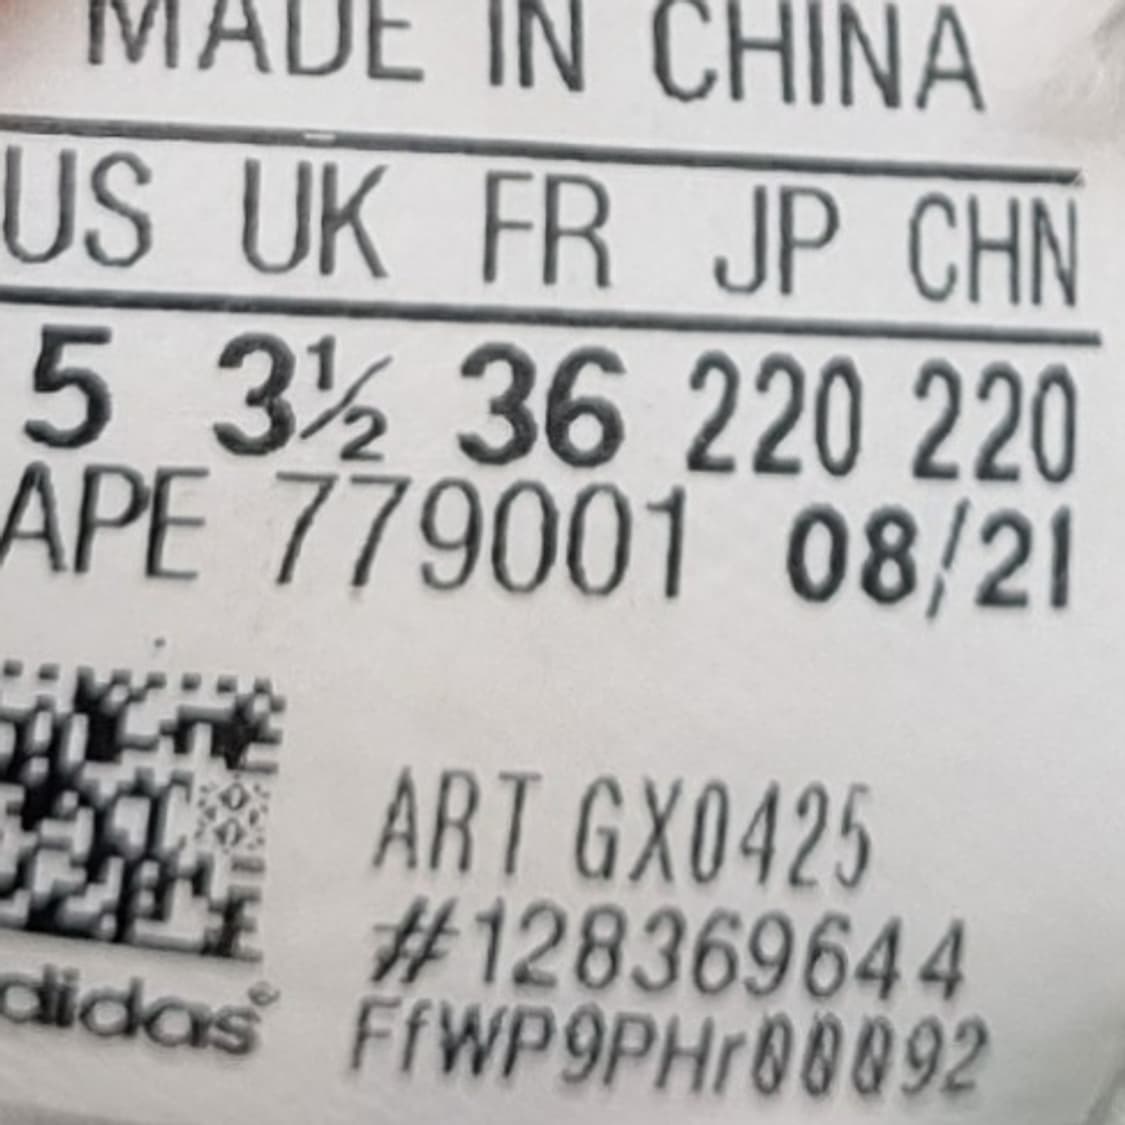 MADE IN CHINA
US UK FR JP CHN
5 3½ 36 220 220
APE 779001 08/21
ART GX0425
#128369644
FfWP9PHr00092
adidas